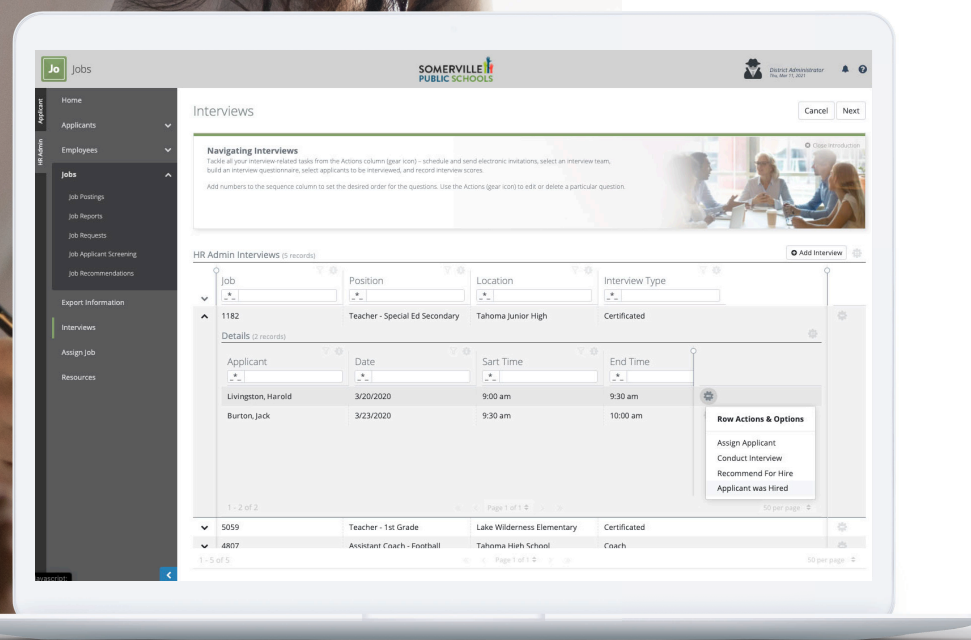 Jo Jobs
SOMERVILLE
PUBLIC SCHOOLS
District Administrator
Thu, Mar 11, 2021
Applicant
HR Admin
Home
Applicants
Employees
Jobs
Job Postings
Job Reports
Job Requests
Job Applicant Screening
Job Recommendations
Export Information
Interviews
Assign Job
Resources
Interviews
Cancel Next
Close Introduction
Navigating Interviews
Tackle all your interview-related tasks from the Actions column (gear icon) – schedule and send electronic invitations, select an interview team,
build an interview questionnaire, select applicants to be interviewed, and record interview scores.
Add numbers to the sequence column to set the desired order for the questions. Use the Actions (gear icon) to edit or delete a particular question.
HR Admin Interviews (5 records)
Add Interview
Job Position Location Interview Type
_*_ _*_ _*_ _*_
1182 Teacher - Special Ed Secondary Tahoma Junior High Certificated
Details (2 records)
Applicant Date Sart Time End Time
_*_ _*_ _*_ _*_
Livingston, Harold 3/20/2020 9:00 am 9:30 am
Burton, Jack 3/23/2020 9:30 am 10:00 am
Row Actions & Options
Assign Applicant
Conduct Interview
Recommend For Hire
Applicant was Hired
1 - 2 of 2 Page 1 of 1 50 per page
5059 Teacher - 1st Grade Lake Wilderness Elementary Certificated
4807 Assistant Coach - Football Tahoma High School Coach
1 - 5 of 5 Page 1 of 1 50 per page